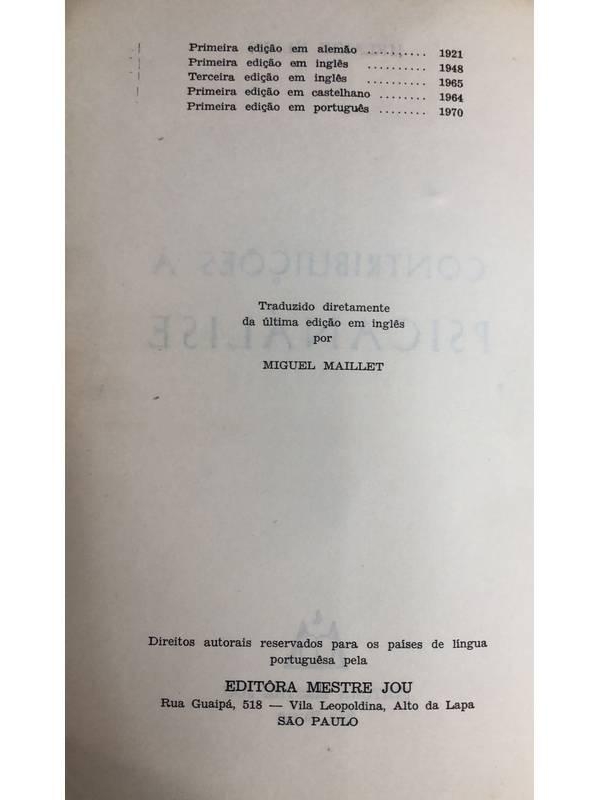 Primeira edição em alemão .......... 1921
Primeira edição em inglês .......... 1948
Terceira edição em inglês .......... 1965
Primeira edição em castelhano ........ 1964
Primeira edição em português ........ 1970
CONTRIBUIÇÕES À
PSICANÁLISE
Traduzido diretamente
da última edição em inglês
por
MIGUEL MAILLET
Direitos autorais reservados para os países de língua
portuguêsa pela
EDITÔRA MESTRE JOU
Rua Guaipá, 518 — Vila Leopoldina, Alto da Lapa
SÃO PAULO